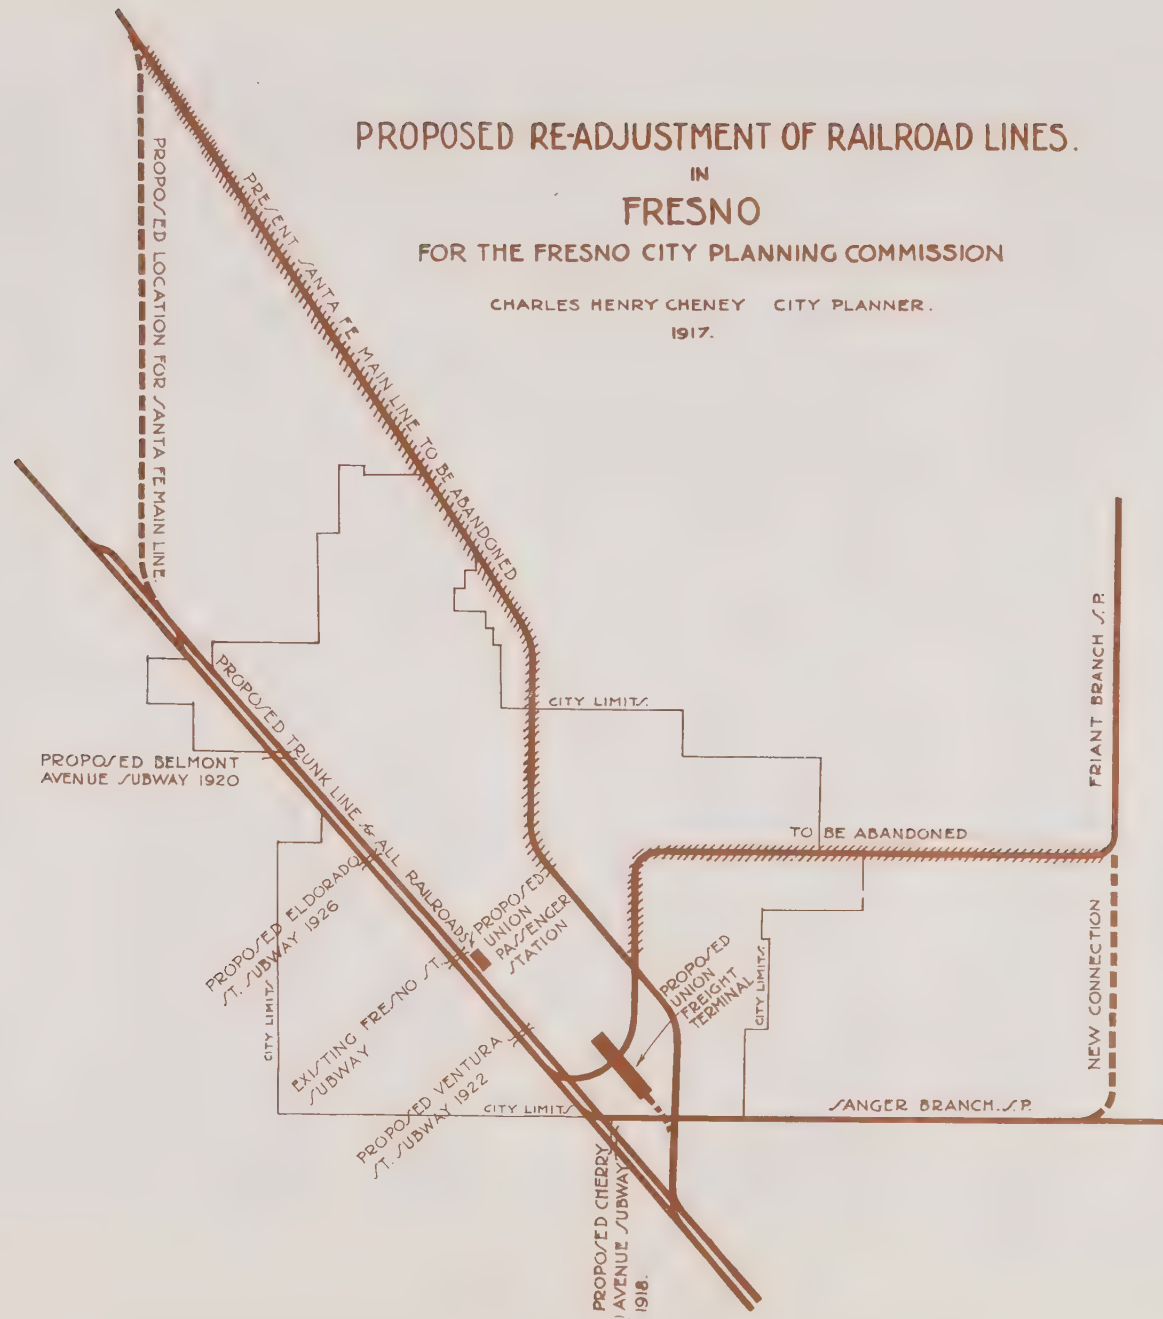 PROPOSED RE-ADJUSTMENT OF RAILROAD LINES.
IN
FRESNO
FOR THE FRESNO CITY PLANNING COMMISSION
CHARLES HENRY CHENEY CITY PLANNER.
1917.
PROPOSED LOCATION FOR SANTA FE MAIN LINE.
PRESENT SANTA FE MAIN LINE TO BE ABANDONED
CITY LIMITS.
PROPOSED BELMONT
AVENUE SUBWAY 1920
PROPOSED TRUNK LINE & ALL RAILROADS
TO BE ABANDONED
FRIANT BRANCH S.P.
PROPOSED ELDORADO
ST. SUBWAY 1926
PROPOSED
UNION
PASSENGER
STATION
PROPOSED
UNION
FREIGHT
TERMINAL
CITY LIMITS
CITY LIMITS
NEW CONNECTION
EXISTING FRESNO ST.
SUBWAY
PROPOSED VENTURA
ST. SUBWAY 1922
CITY LIMITS
SANGER BRANCH. S.P.
PROPOSED CHERRY
AVENUE SUBWAY
1918.